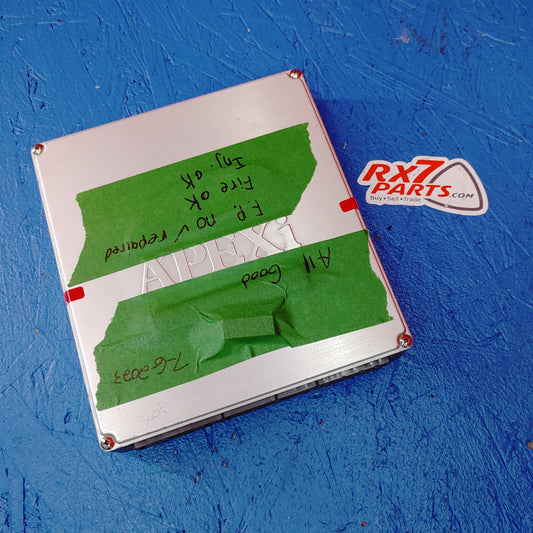 Inj. ok
Fire ok
F.P. no v repaired
APEXi
All
Good
7-6-2023
RX7
PARTS.COM
Buy • Sell • Trade